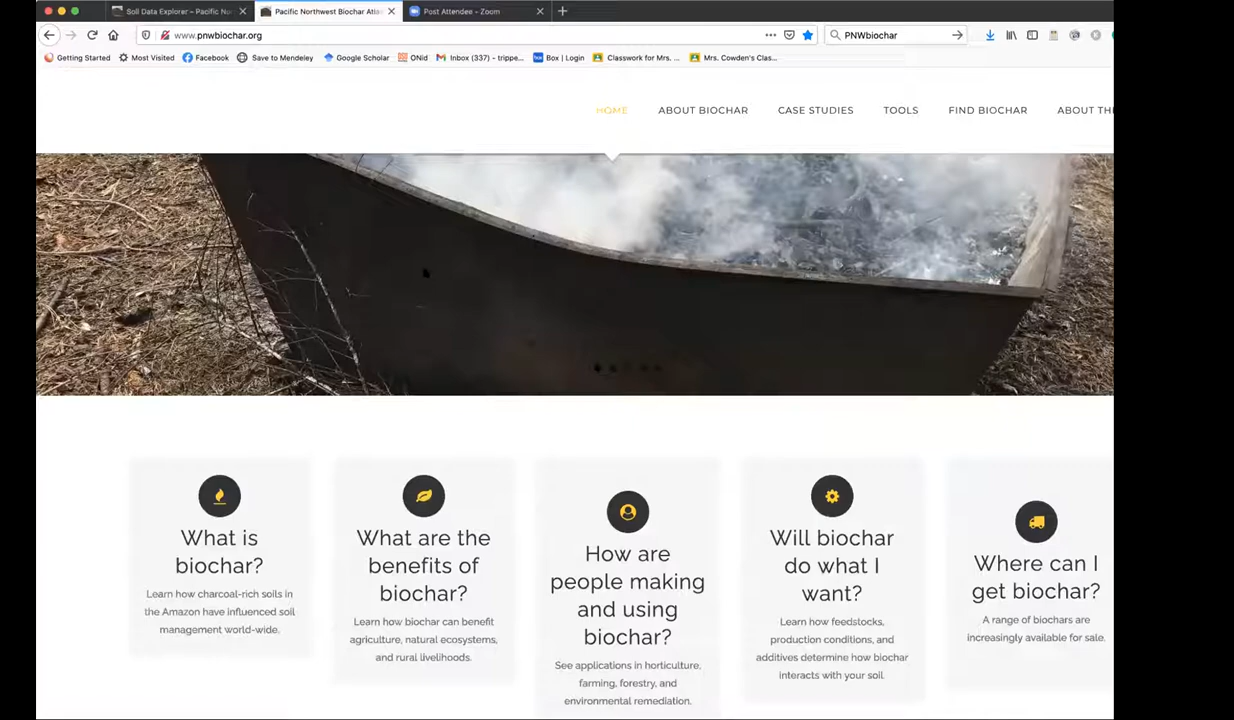 Soil Data Explorer – Pacific Nor
Pacific Northwest Biochar Atla
Post Attendee - Zoom
www.pnwbiochar.org
PNWbiochar
Getting Started
Most Visited
Facebook
Save to Mendeley
Google Scholar
ONid
Inbox (337) - trippe...
Box | Login
Classwork for Mrs. ...
Mrs. Cowden's Clas...
HOME
ABOUT BIOCHAR
CASE STUDIES
TOOLS
FIND BIOCHAR
ABOUT THE
What is
biochar?
Learn how charcoal-rich soils in
the Amazon have influenced soil
management world-wide.
What are the
benefits of
biochar?
Learn how biochar can benefit
agriculture, natural ecosystems,
and rural livelihoods.
How are
people making
and using
biochar?
See applications in horticulture,
farming, forestry, and
environmental remediation.
Will biochar
do what I
want?
Learn how feedstocks,
production conditions, and
additives determine how biochar
interacts with your soil.
Where can I
get biochar?
A range of biochars are
increasingly available for sale.